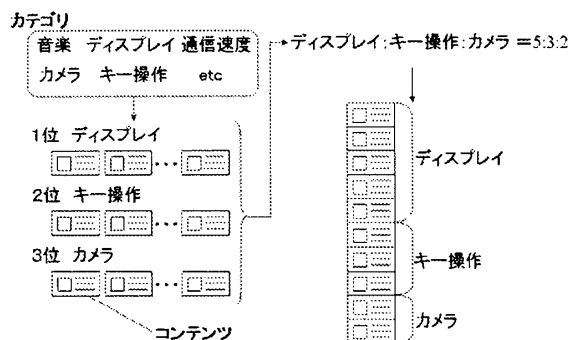 カテゴリ
音楽 ディスプレイ 通信速度
カメラ キー操作 etc
1位 ディスプレイ
2位 キー操作
3位 カメラ
コンテンツ
ディスプレイ:キー操作:カメラ =5:3:2
ディスプレイ
キー操作
カメラ